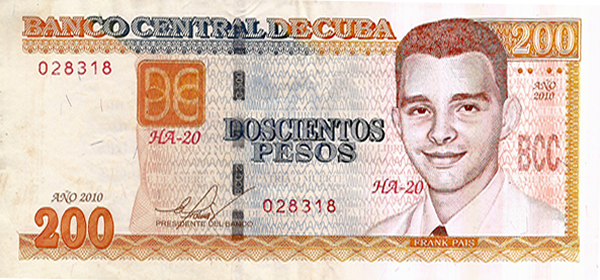 BANCO CENTRAL DE CUBA
200
028318
AÑO
2010
HA-20
DOSCIENTOS
PESOS
BCC
HA-20
AÑO 2010
028318
200
PRESIDENTE DEL BANCO
FRANK PAIS